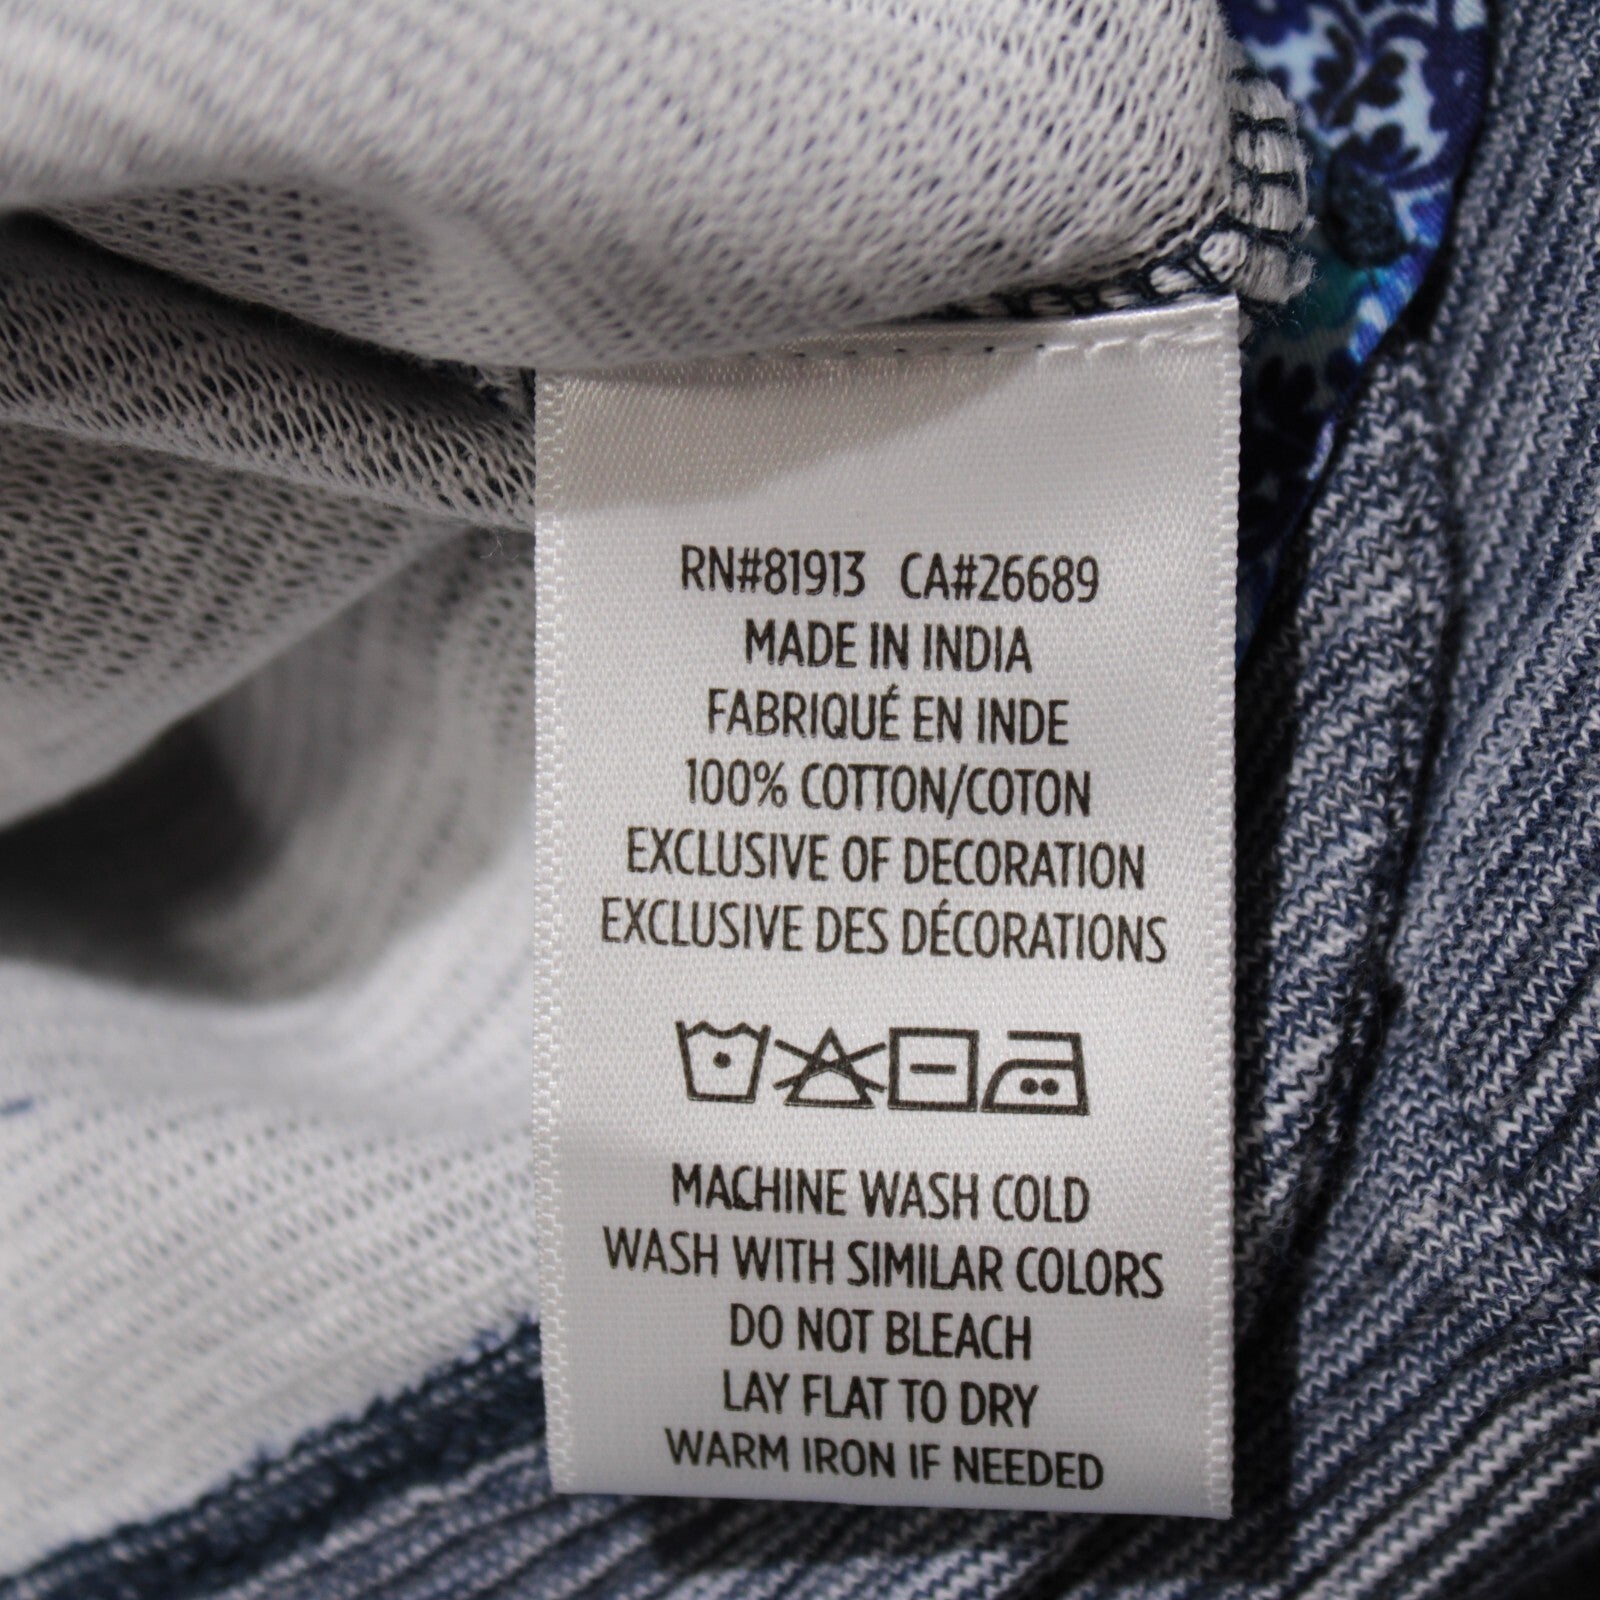 RN#81913 CA#26689
MADE IN INDIA
FABRIQUÉ EN INDE
100% COTTON/COTON
EXCLUSIVE OF DECORATION
EXCLUSIVE DES DÉCORATIONS
MACHINE WASH COLD
WASH WITH SIMILAR COLORS
DO NOT BLEACH
LAY FLAT TO DRY
WARM IRON IF NEEDED